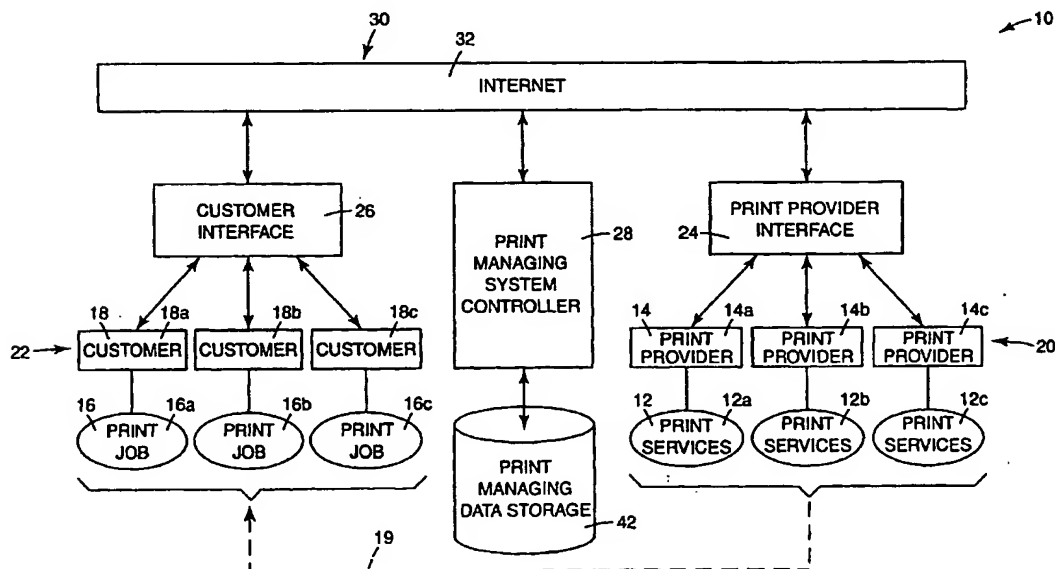 30
10
32
INTERNET
CUSTOMER
INTERFACE
26
PRINT
MANAGING
SYSTEM
CONTROLLER
28
PRINT PROVIDER
INTERFACE
24
18
18a
18b
18c
22
CUSTOMER
CUSTOMER
CUSTOMER
14
14a
14b
14c
PRINT
PROVIDER
PRINT
PROVIDER
PRINT
PROVIDER
20
16
16a
16b
16c
PRINT
JOB
PRINT
JOB
PRINT
JOB
12
12a
12b
12c
PRINT
SERVICES
PRINT
SERVICES
PRINT
SERVICES
PRINT
MANAGING
DATA STORAGE
42
19